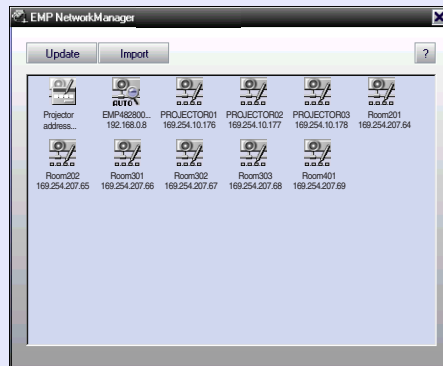 EMP NetworkManager
Update Import ?
AUTO
Projector address... EMP482800... PROJECTOR01 PROJECTOR02 PROJECTOR03 Room201
192.168.0.8 169.254.10.176 169.254.10.177 169.254.10.178 169.254.207.64
Room202 Room301 Room302 Room303 Room401
169.254.207.65 169.254.207.66 169.254.207.67 169.254.207.68 169.254.207.69